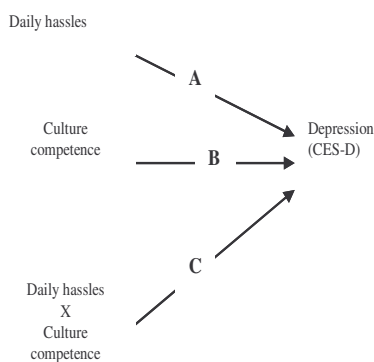 Daily hassles
A
Culture
competence
B
Depression
(CES-D)
C
Daily hassles
X
Culture
competence